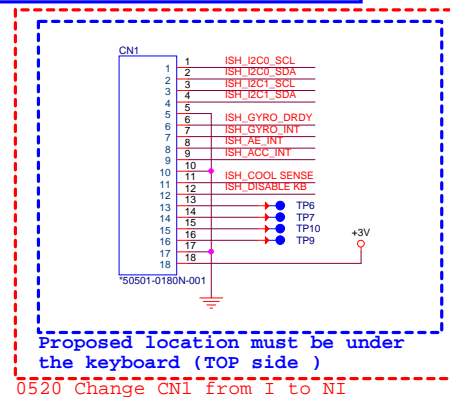 CN1
1 1 ISH_I2C0_SCL
2 2 ISH_I2C0_SDA
3 3 ISH_I2C1_SCL
4 4 ISH_I2C1_SDA
5 5
6 6 ISH_GYRO_DRDY
7 7 ISH_GYRO_INT
8 8 ISH_AE_INT
9 9 ISH_ACC_INT
10 10
11 11 ISH_COOL SENSE
12 12 ISH_DISABLE KB
13 13 TP6
14 14 TP7
15 15 TP10
16 16 TP9
17 17
18 18
+3V
*50501-0180N-001
Proposed location must be under
the keyboard (TOP side )
0520 Change CN1 from I to NI